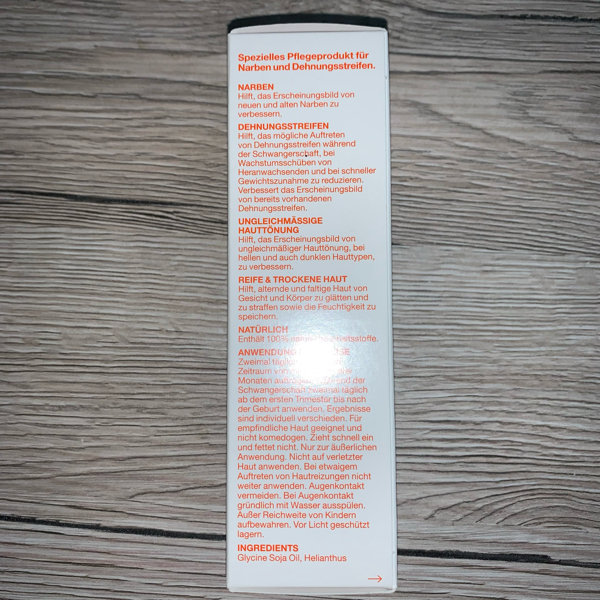 Spezielles Pflegeprodukt für
Narben und Dehnungsstreifen.
NARBEN
Hilft, das Erscheinungsbild von
neuen und alten Narben zu
verbessern.
DEHNUNGSSTREIFEN
Hilft, das mögliche Auftreten
von Dehnungsstreifen während
der Schwangerschaft, bei
Wachstumsschüben von
Heranwachsenden und bei schneller
Gewichtszunahme zu reduzieren.
Verbessert das Erscheinungsbild
von bereits vorhandenen
Dehnungsstreifen.
UNGLEICHMÄSSIGE
HAUTTÖNUNG
Hilft, das Erscheinungsbild von
ungleichmäßiger Hauttönung, bei
hellen und auch dunklen Hauttypen,
zu verbessern.
REIFE & TROCKENE HAUT
Hilft, alternde und faltige Haut von
Gesicht und Körper zu glätten und
zu straffen sowie die Feuchtigkeit zu
speichern.
NATÜRLICH
Enthält 100%
Zweimal täglich
Zeitraum von
Monaten der
Schwangerschaft zweimal täglich
ab dem ersten Trimester bis nach
der Geburt anwenden. Ergebnisse
sind individuell verschieden. Für
empfindliche Haut geeignet und
nicht komedogen. Zieht schnell ein
und fettet nicht. Nur zur äußerlichen
Anwendung. Nicht auf verletzter
Haut anwenden. Bei etwaigem
Auftreten von Hautreizungen nicht
weiter anwenden. Augenkontakt
vermeiden. Bei Augenkontakt
gründlich mit Wasser ausspülen.
Außer Reichweite von Kindern
aufbewahren. Vor Licht geschützt
lagern.
INGREDIENTS
Glycine Soja Oil, Helianthus